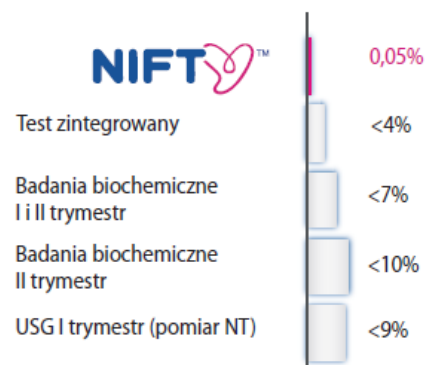 NIFTY™ 0,05%
Test zintegrowany <4%
Badania biochemiczne
I i II trymestr <7%
Badania biochemiczne
II trymestr <10%
USG I trymestr (pomiar NT) <9%